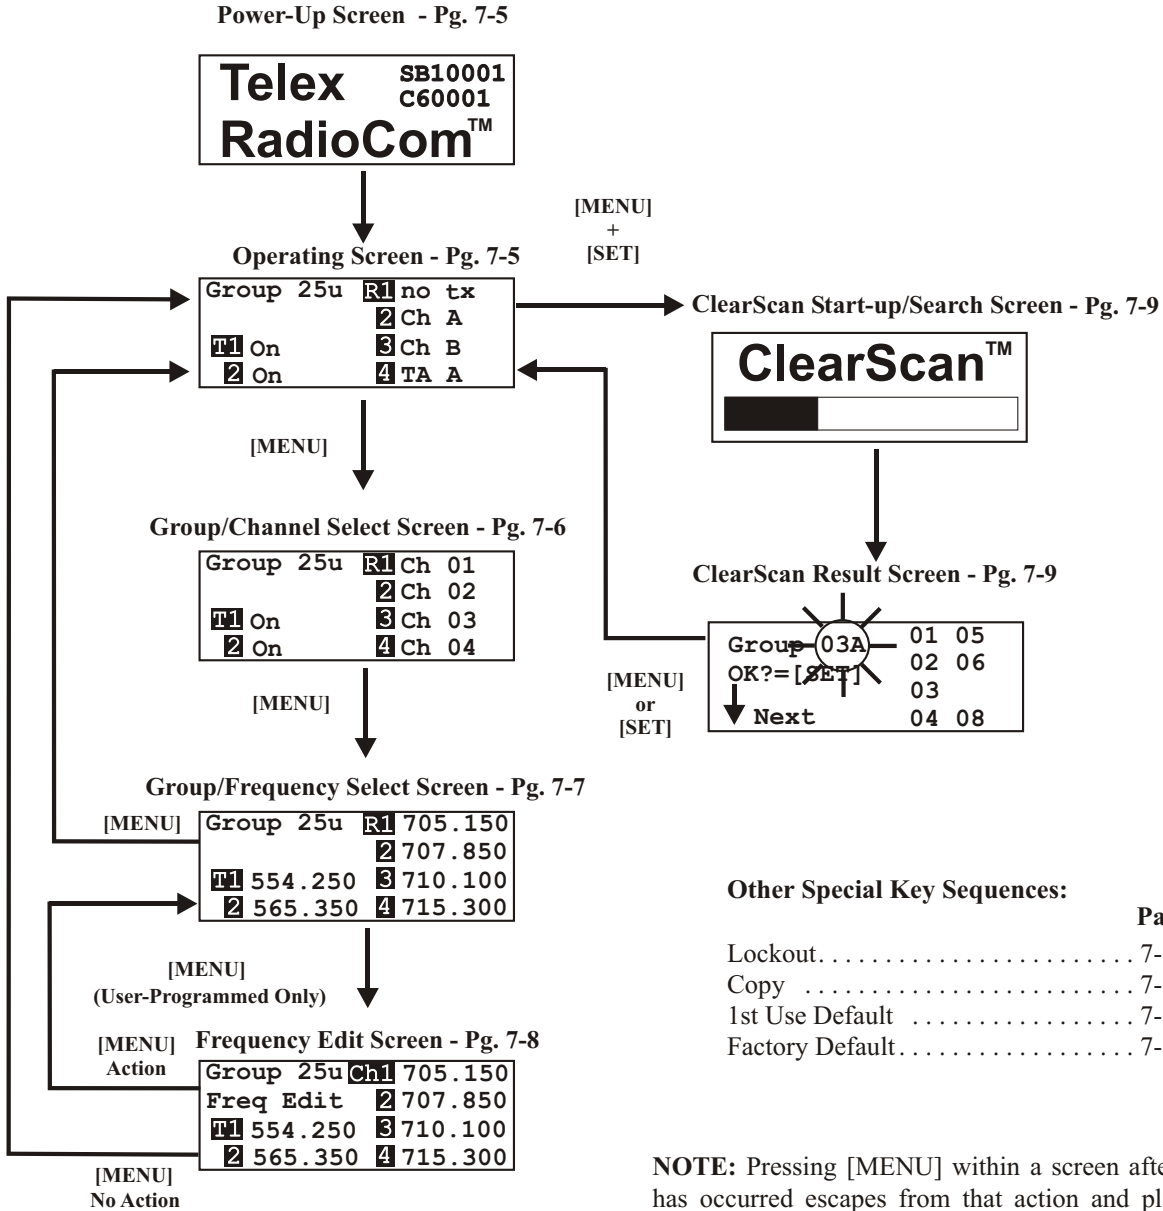 Power-Up Screen - Pg. 7-5
Telex SB10001
C60001
RadioCom™
[MENU]
+
[SET]
Operating Screen - Pg. 7-5
Group 25u R1 no tx
2 Ch A
T1 On 3 Ch B
2 On 4 TA A
ClearScan Start-up/Search Screen - Pg. 7-9
ClearScan™
[MENU]
Group/Channel Select Screen - Pg. 7-6
Group 25u R1 Ch 01
2 Ch 02
T1 On 3 Ch 03
2 On 4 Ch 04
ClearScan Result Screen - Pg. 7-9
Group 03A 01 05
OK?=[SET] 02 06
03
Next 04 08
[MENU]
or
[SET]
[MENU]
Group/Frequency Select Screen - Pg. 7-7
[MENU]
Group 25u R1 705.150
2 707.850
T1 554.250 3 710.100
2 565.350 4 715.300
[MENU]
(User-Programmed Only)
[MENU]
Action
Frequency Edit Screen - Pg. 7-8
Group 25u Ch1 705.150
Freq Edit 2 707.850
T1 554.250 3 710.100
2 565.350 4 715.300
[MENU]
No Action
Other Special Key Sequences:
Pa
Lockout. . . . . . . . . . . . . . . . . . . . . . . . 7-
Copy . . . . . . . . . . . . . . . . . . . . . . . . . 7-
1st Use Default . . . . . . . . . . . . . . . . . 7-
Factory Default. . . . . . . . . . . . . . . . . . 7-
NOTE: Pressing [MENU] within a screen afte
has occurred escapes from that action and pl